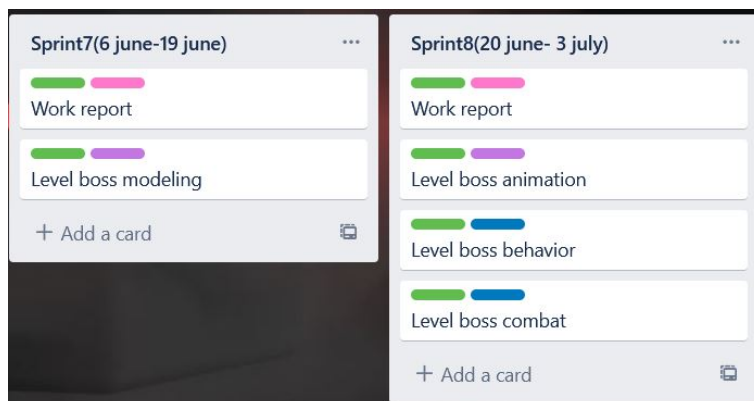 Sprint7(6 june-19 june)
Work report
Level boss modeling
+ Add a card
Sprint8(20 june- 3 july)
Work report
Level boss animation
Level boss behavior
Level boss combat
+ Add a card